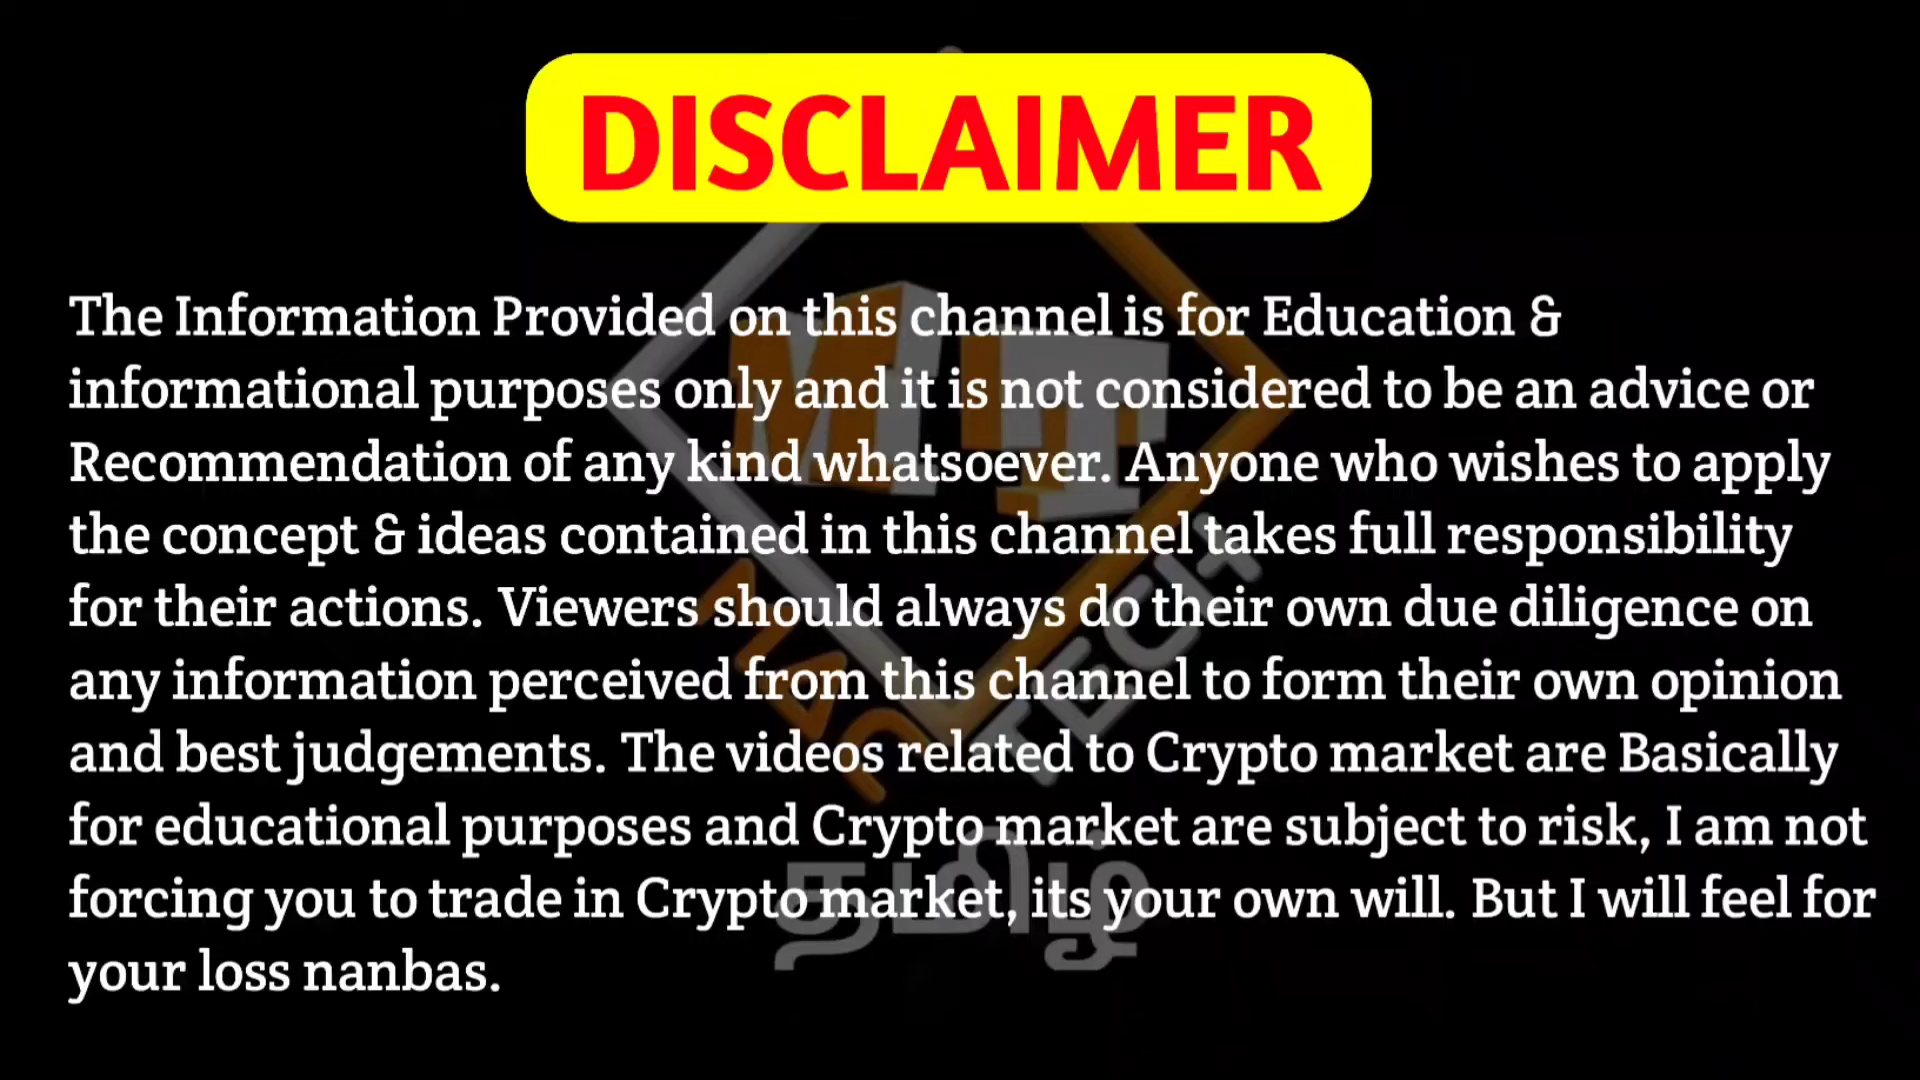 DISCLAIMER
The Information Provided on this channel is for Education &
informational purposes only and it is not considered to be an advice or
Recommendation of any kind whatsoever. Anyone who wishes to apply
the concept & ideas contained in this channel takes full responsibility
for their actions. Viewers should always do their own due diligence on
any information perceived from this channel to form their own opinion
and best judgements. The videos related to Crypto market are Basically
for educational purposes and Crypto market are subject to risk, I am not
forcing you to trade in Crypto market, its your own will. But I will feel for
your loss nanbas.
MT
TECH
தமிழ்